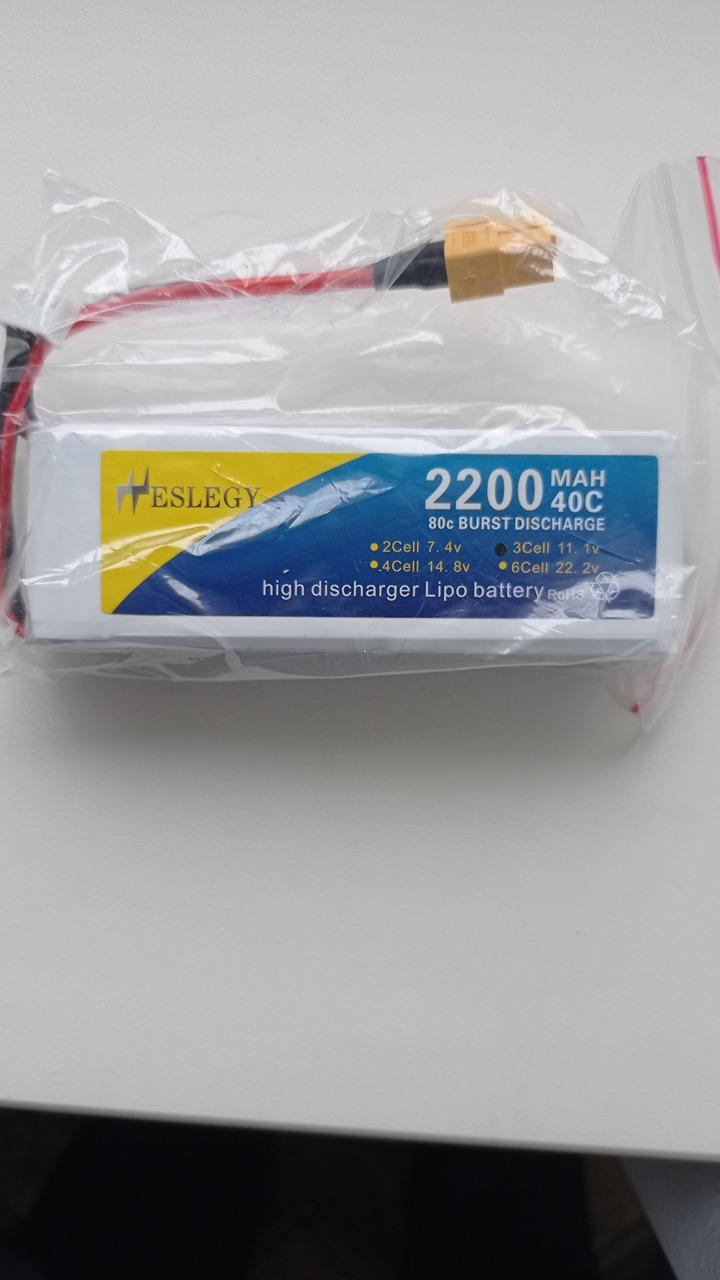 ESLEGY
2200 MAH
40C
80c BURST DISCHARGE
2Cell 7.4v 3Cell 11.1v
4Cell 14.8v 6Cell 22.2v
high discharger Lipo battery RoHS